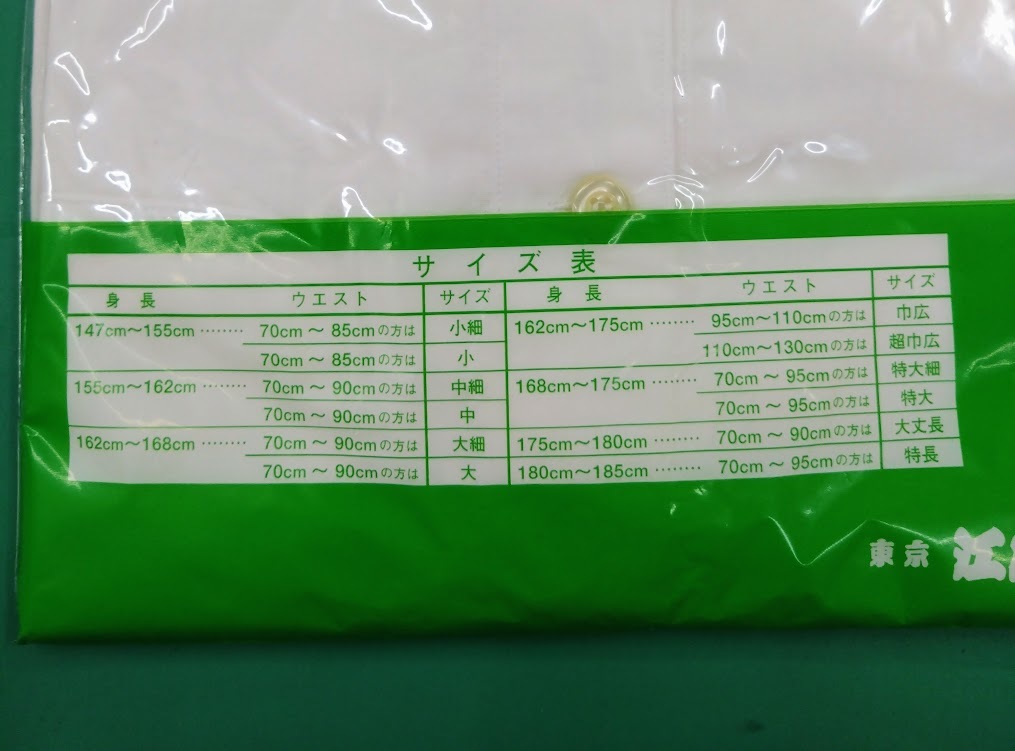 サイズ表
身長 ウエスト サイズ
147cm～155cm ‥‥‥‥ 70cm～85cmの方は 小細
70cm～85cmの方は 小
155cm～162cm ‥‥‥‥ 70cm～90cmの方は 中細
70cm～90cmの方は 中
162cm～168cm ‥‥‥‥ 70cm～90cmの方は 大細
70cm～90cmの方は 大
身長 ウエスト サイズ
162cm～175cm ‥‥‥‥ 95cm～110cmの方は 巾広
110cm～130cmの方は 超巾広
168cm～175cm ‥‥‥‥ 70cm～95cmの方は 特大細
70cm～95cmの方は 特大
175cm～180cm ‥‥‥‥ 70cm～90cmの方は 大丈長
180cm～185cm ‥‥‥‥ 70cm～95cmの方は 特長
東京 江